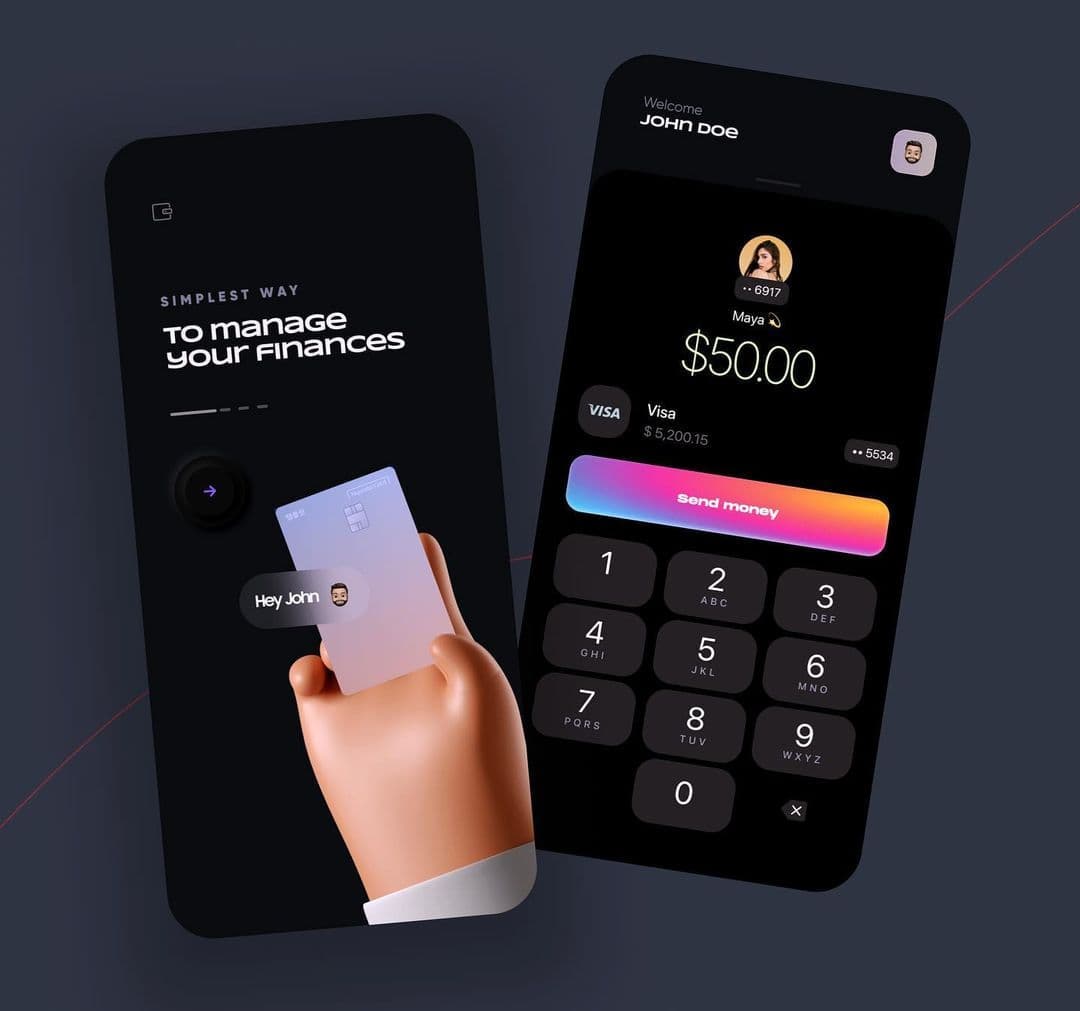 SIMPLEST WAY
TO manage
your Finances
Hey John
Welcome
JOHN DOE
•• 6917
Maya 💫
$50.00
VISA
Visa
$ 5,200.15
•• 5534
Send money
1
2
ABC
3
DEF
4
GHI
5
JKL
6
MNO
7
PQRS
8
TUV
9
WXYZ
0